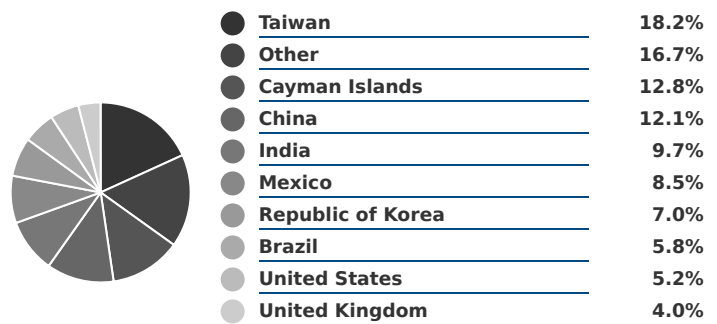 Taiwan 18.2%
Other 16.7%
Cayman Islands 12.8%
China 12.1%
India 9.7%
Mexico 8.5%
Republic of Korea 7.0%
Brazil 5.8%
United States 5.2%
United Kingdom 4.0%